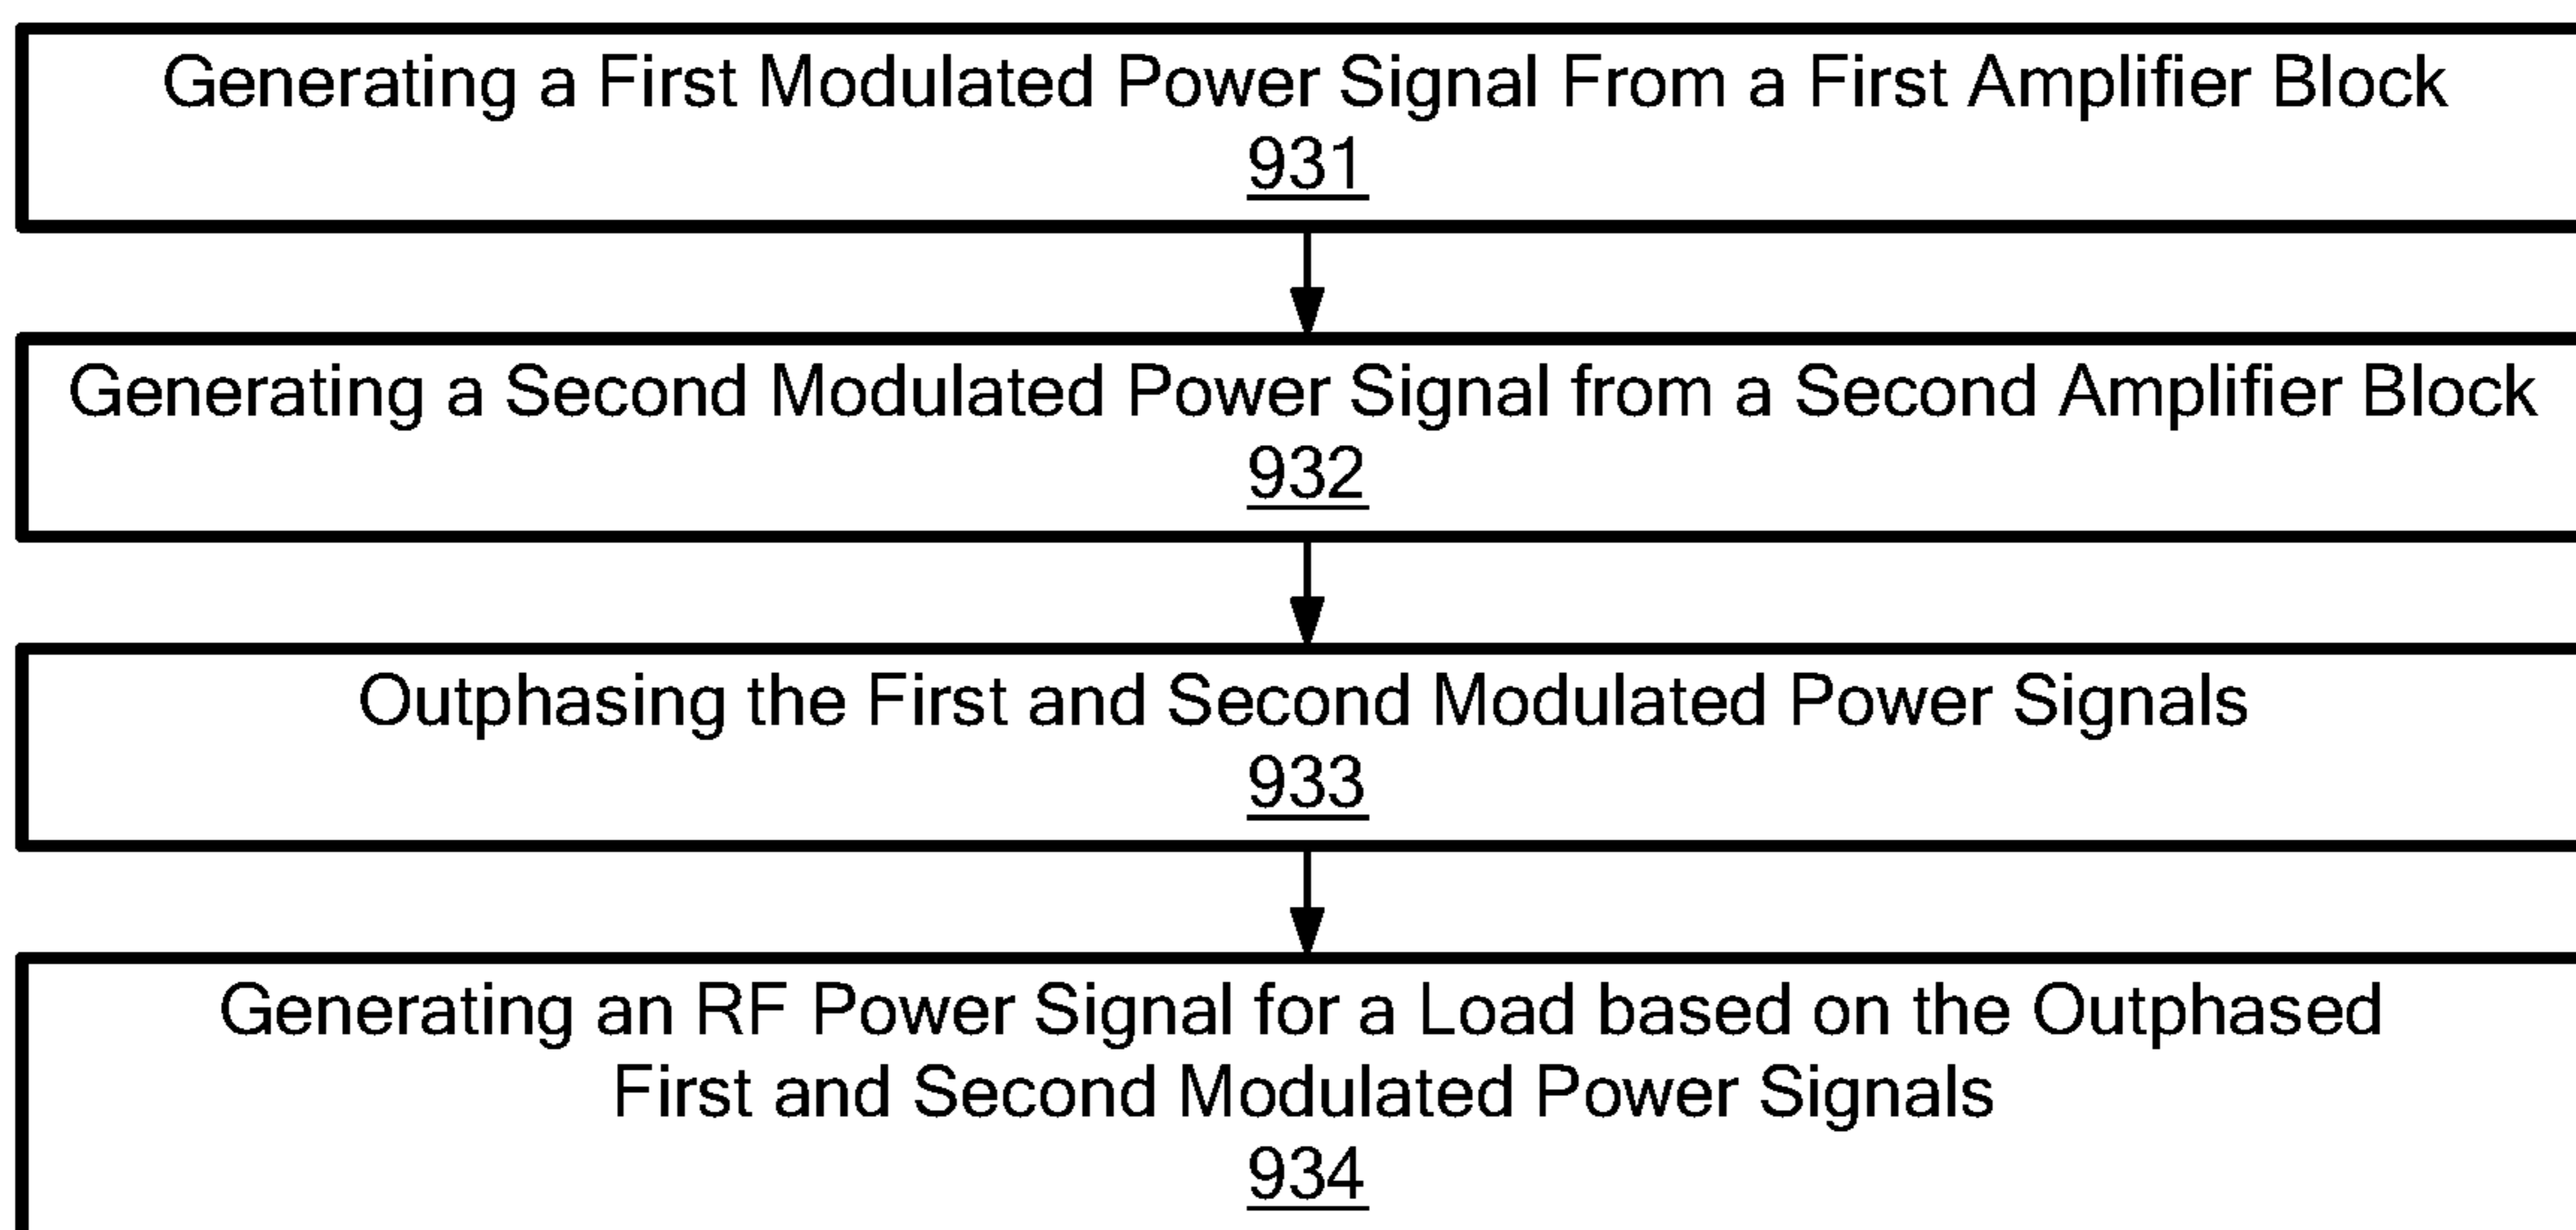 Generating a First Modulated Power Signal From a First Amplifier Block
931
Generating a Second Modulated Power Signal from a Second Amplifier Block
932
Outphasing the First and Second Modulated Power Signals
933
Generating an RF Power Signal for a Load based on the Outphased
First and Second Modulated Power Signals
934